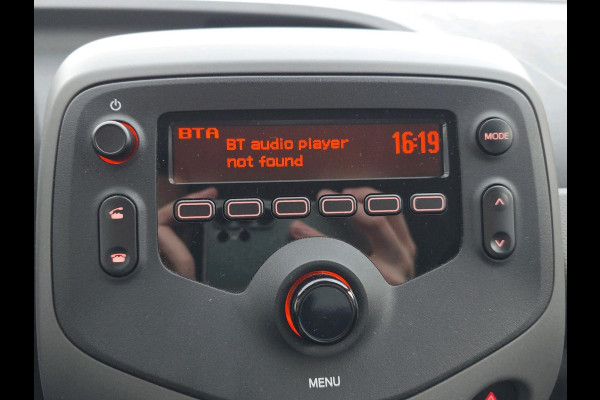 BTA
BT audio player
not found
16:19
MODE
MENU